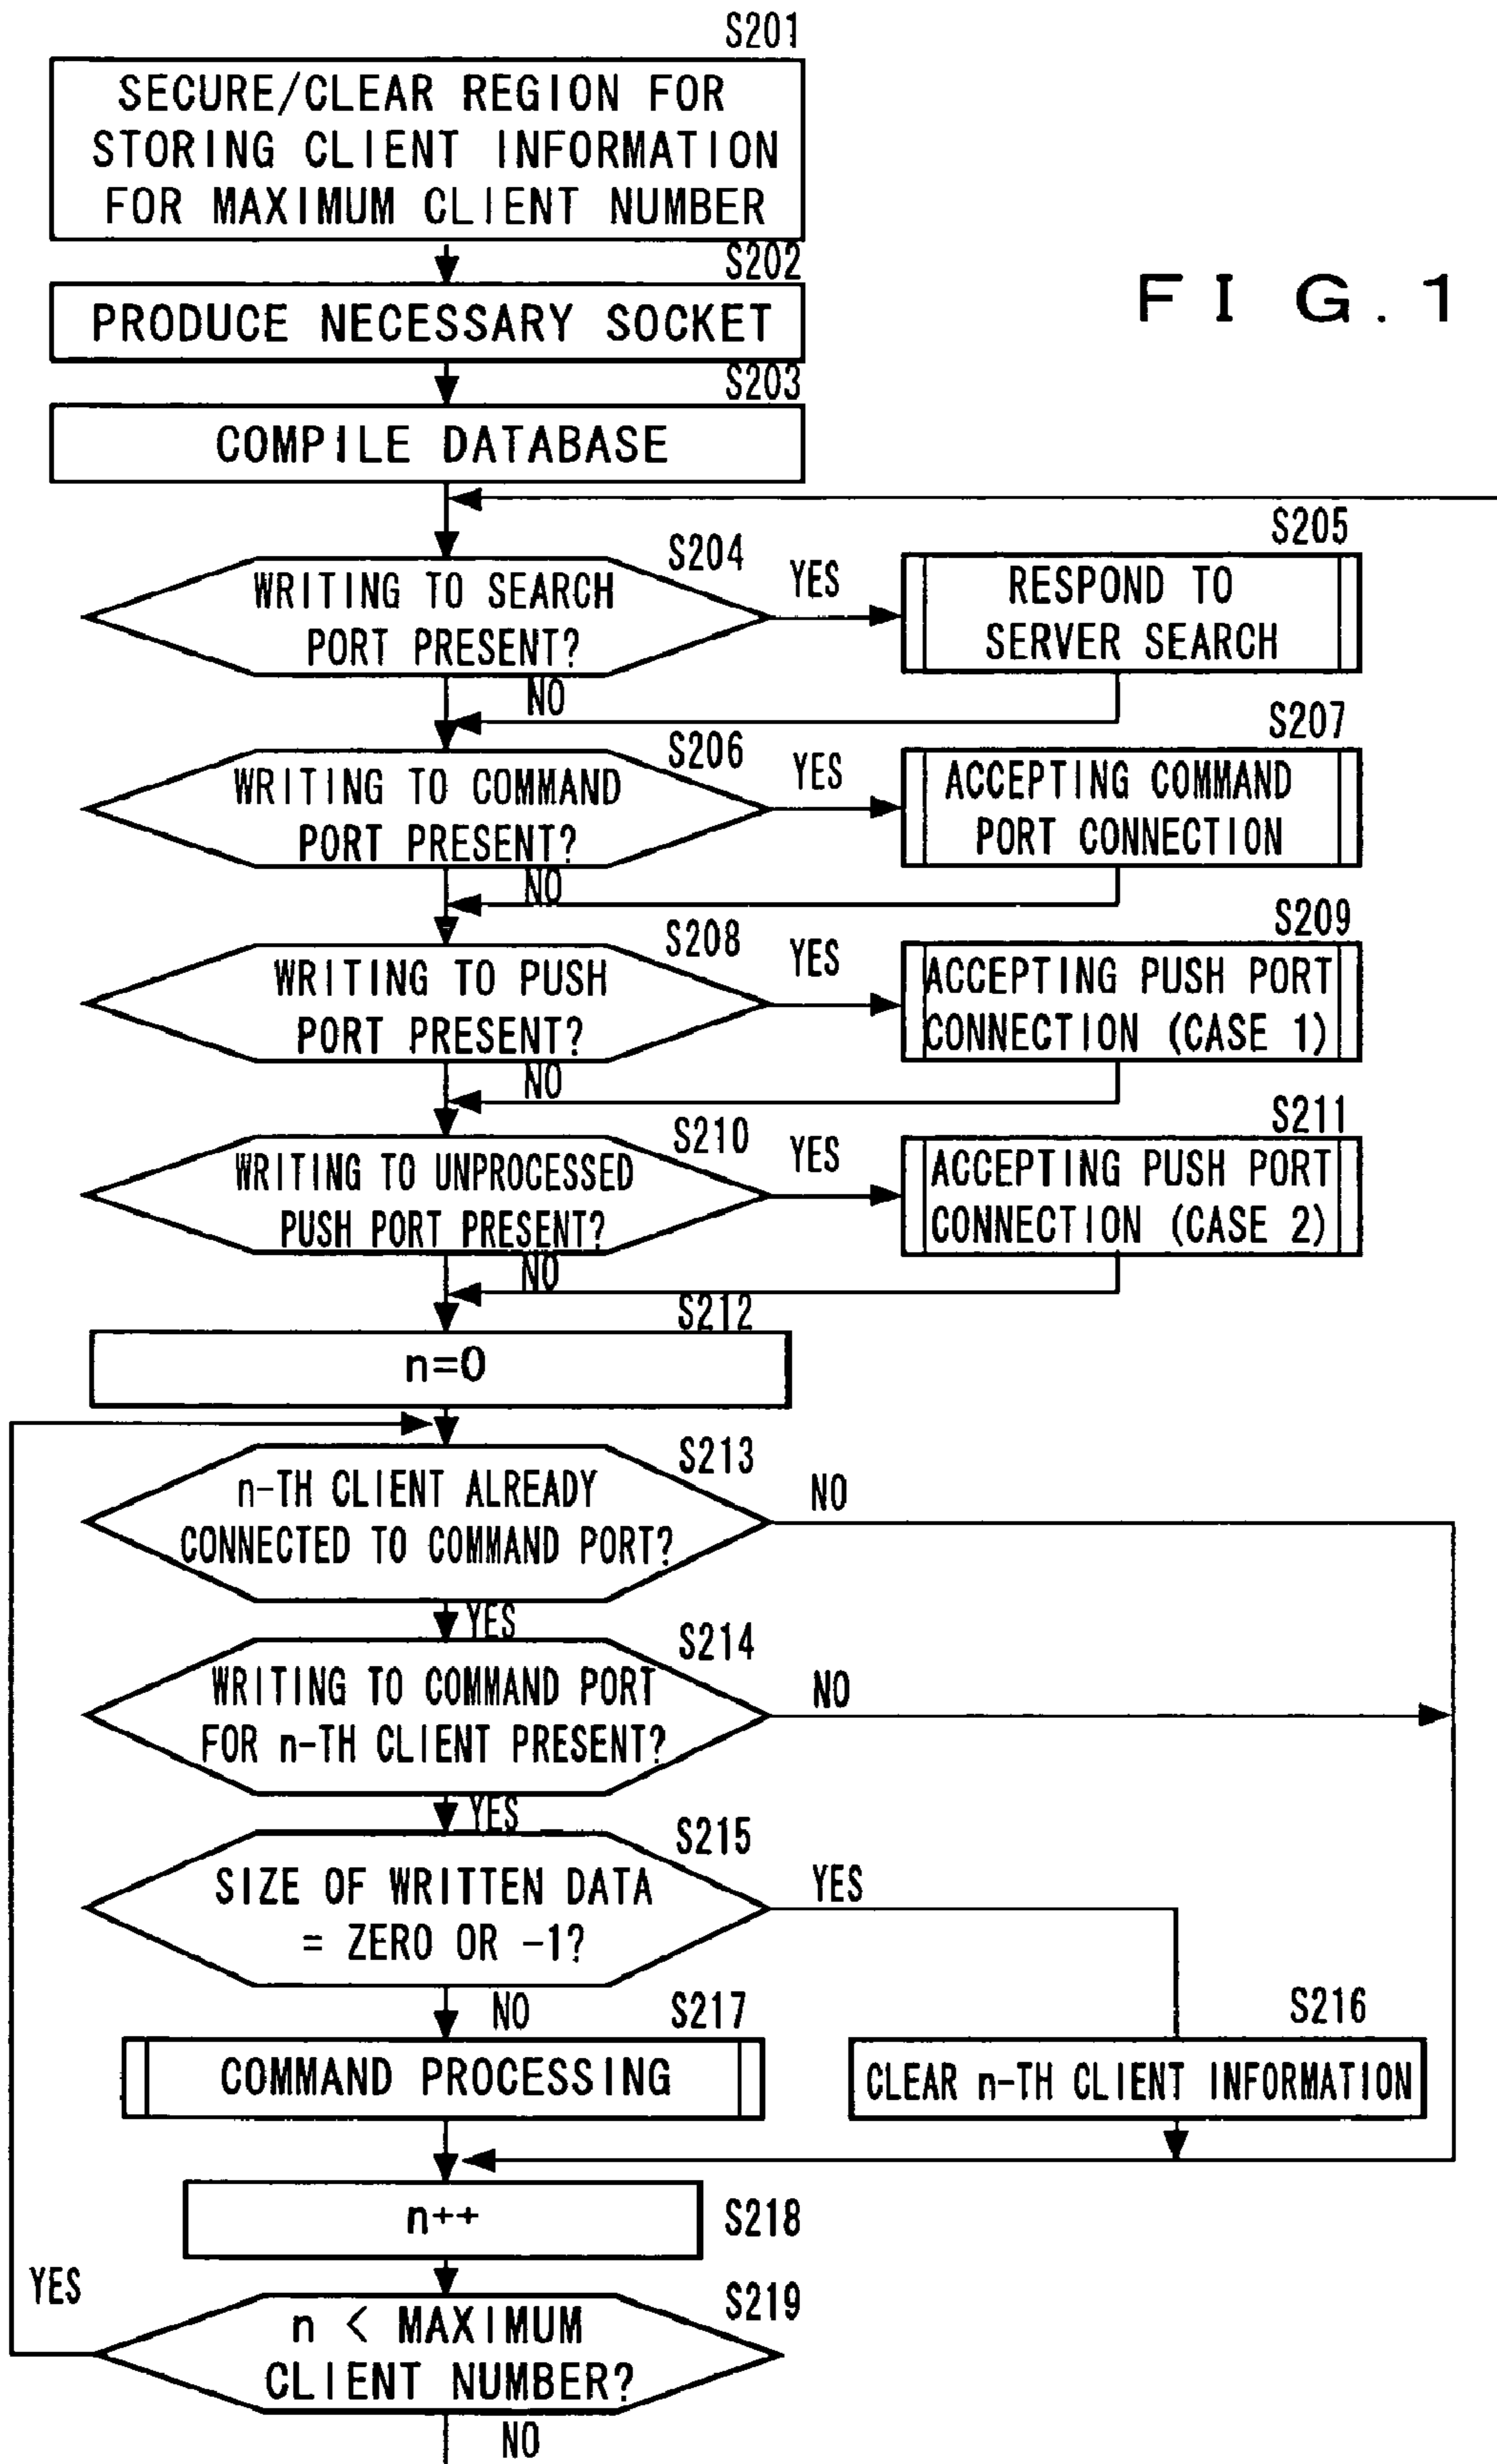 S201
SECURE/CLEAR REGION FOR
STORING CLIENT INFORMATION
FOR MAXIMUM CLIENT NUMBER
S202
PRODUCE NECESSARY SOCKET
FIG.1
S203
COMPILE DATABASE
S204
WRITING TO SEARCH
PORT PRESENT?
YES
NO
S205
RESPOND TO
SERVER SEARCH
S206
WRITING TO COMMAND
PORT PRESENT?
YES
NO
S207
ACCEPTING COMMAND
PORT CONNECTION
S208
WRITING TO PUSH
PORT PRESENT?
YES
NO
S209
ACCEPTING PUSH PORT
CONNECTION (CASE 1)
S210
WRITING TO UNPROCESSED
PUSH PORT PRESENT?
YES
NO
S211
ACCEPTING PUSH PORT
CONNECTION (CASE 2)
S212
n=0
S213
n-TH CLIENT ALREADY
CONNECTED TO COMMAND PORT?
NO
YES
S214
WRITING TO COMMAND PORT
FOR n-TH CLIENT PRESENT?
NO
YES
S215
SIZE OF WRITTEN DATA
= ZERO OR -1?
YES
NO
S217
COMMAND PROCESSING
S216
CLEAR n-TH CLIENT INFORMATION
n++
S218
YES
S219
n < MAXIMUM
CLIENT NUMBER?
NO